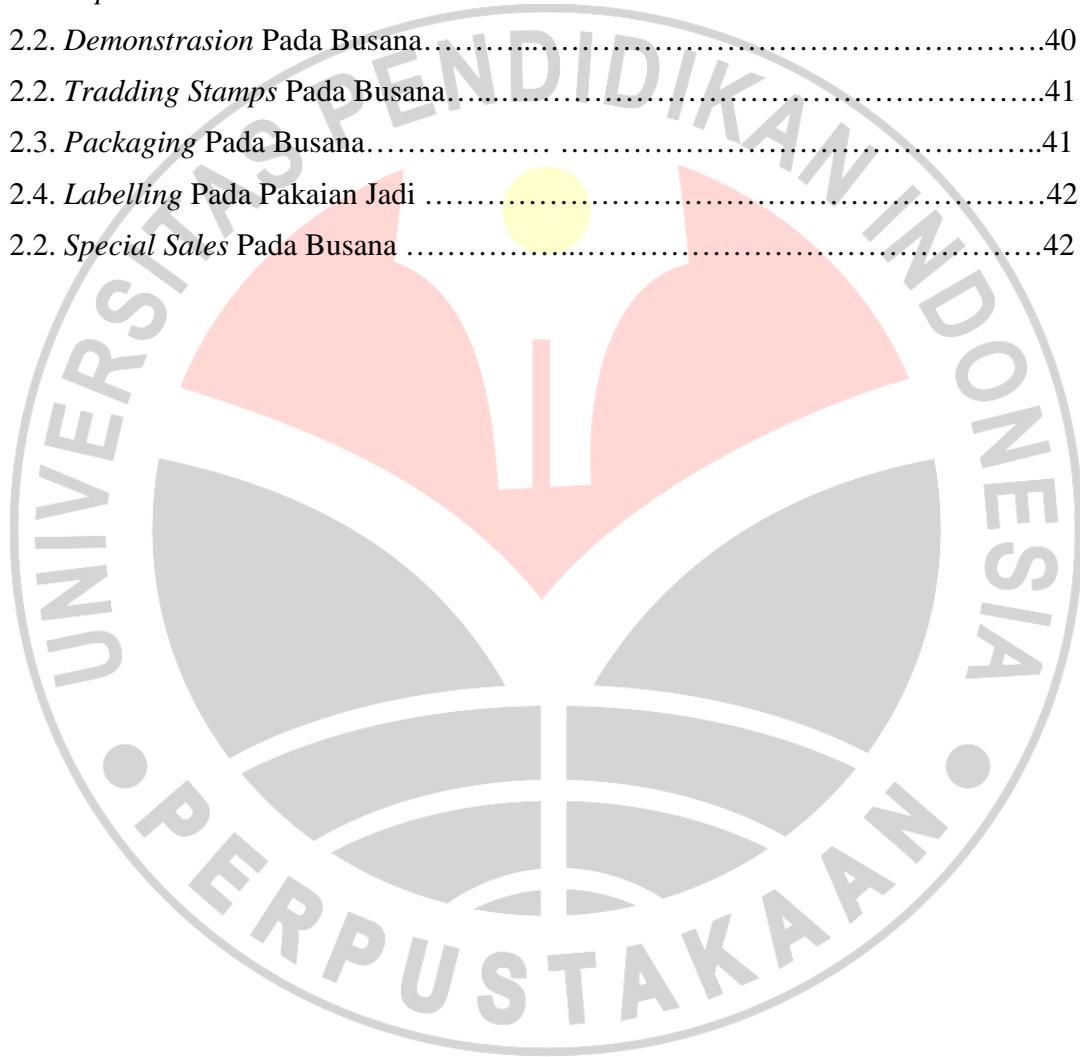 2.2. Demonstrasion Pada Busana……….………………………………………….40
2.2. Tradding Stamps Pada Busana…...……………………………………………..41
2.3. Packaging Pada Busana……………… …………………………………………..41
2.4. Labelling Pada Pakaian Jadi ………………………………………………………42
2.2. Special Sales Pada Busana ……………..………………………………………42
UNIVERSITAS PENDIDIKAN INDONESIA
PERPUSTAKAAN